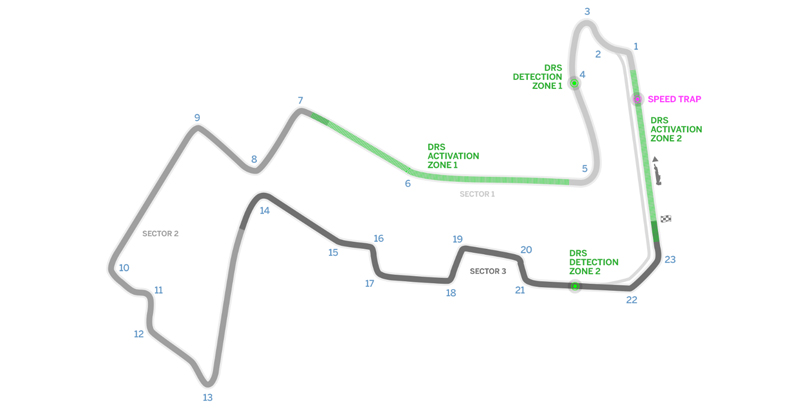 3
1
2
DRS
DETECTION
ZONE 1
4
SPEED TRAP
7
DRS
ACTIVATION
ZONE 2
9
DRS
ACTIVATION
ZONE 1
8
5
6
SECTOR 1
14
SECTOR 2
16
19
20
15
DRS
DETECTION
ZONE 2
23
10
SECTOR 3
17
21
18
11
22
12
13